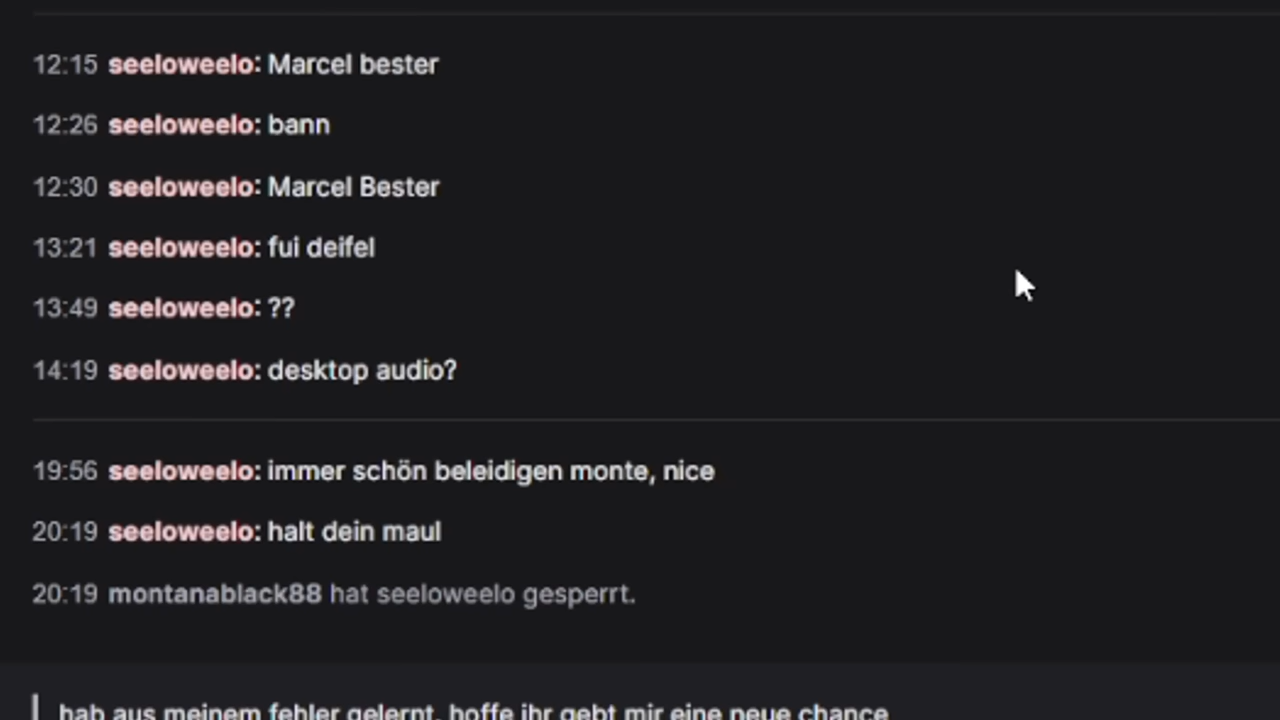 12:15 seeloweelo: Marcel bester
12:26 seeloweelo: bann
12:30 seeloweelo: Marcel Bester
13:21 seeloweelo: fui deifel
13:49 seeloweelo: ??
14:19 seeloweelo: desktop audio?
19:56 seeloweelo: immer schön beleidigen monte, nice
20:19 seeloweelo: halt dein maul
20:19 montanablack88 hat seeloweelo gesperrt.
hab aus meinem fehler gelernt, hoffe ihr gebt mir eine neue chance